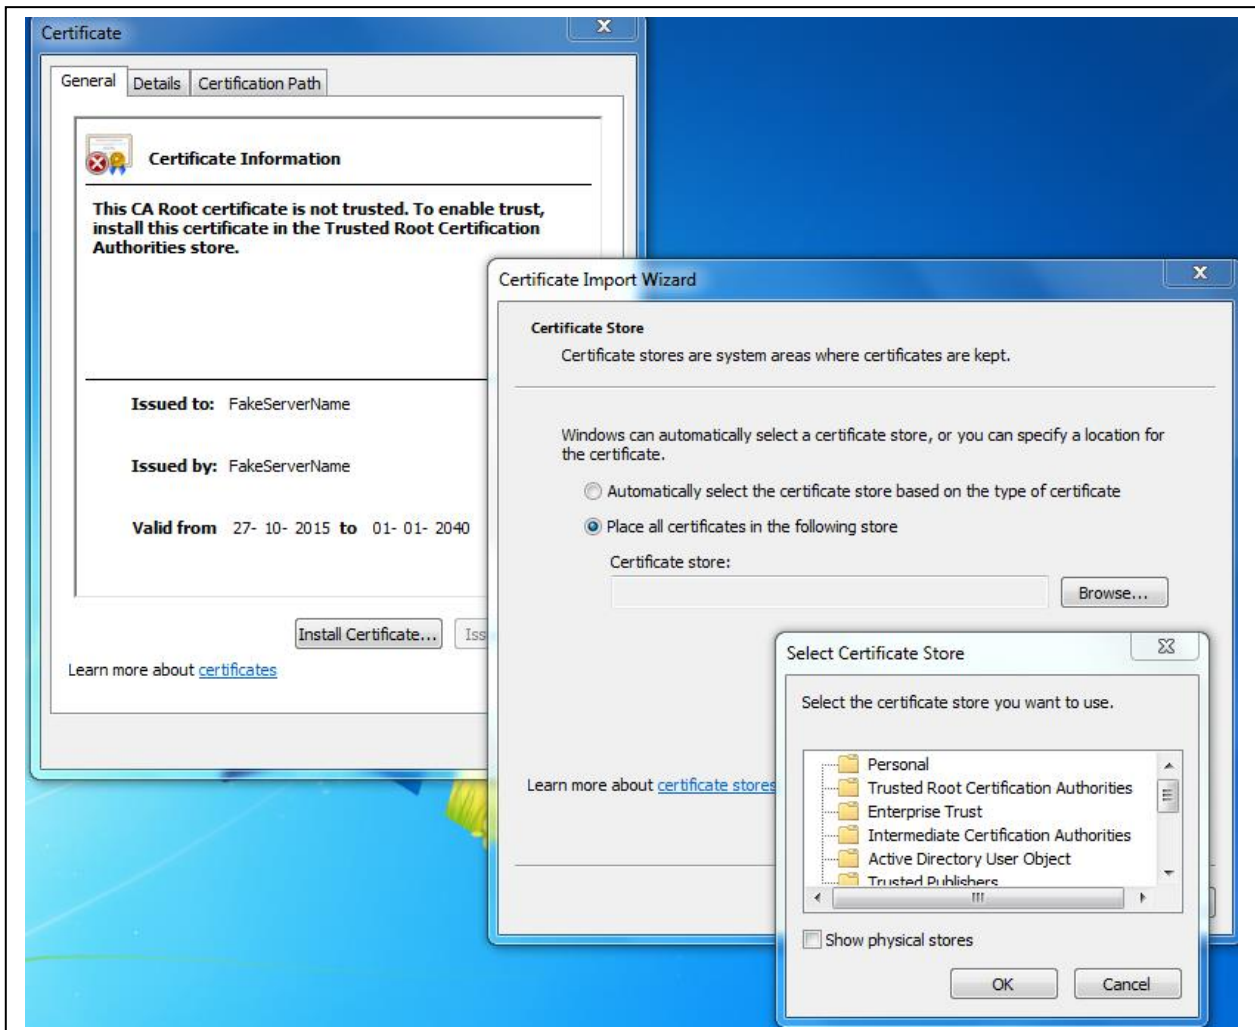 Certificate
General Details Certification Path
Certificate Information
This CA Root certificate is not trusted. To enable trust,
install this certificate in the Trusted Root Certification
Authorities store.
Issued to: FakeServerName
Issued by: FakeServerName
Valid from 27- 10- 2015 to 01- 01- 2040
Install Certificate... Iss
Learn more about certificates
Certificate Import Wizard
Certificate Store
Certificate stores are system areas where certificates are kept.
Windows can automatically select a certificate store, or you can specify a location for
the certificate.
Automatically select the certificate store based on the type of certificate
Place all certificates in the following store
Certificate store:
Browse...
Learn more about certificate stores
Select Certificate Store
Select the certificate store you want to use.
Personal
Trusted Root Certification Authorities
Enterprise Trust
Intermediate Certification Authorities
Active Directory User Object
Trusted Publishers
Show physical stores
OK Cancel